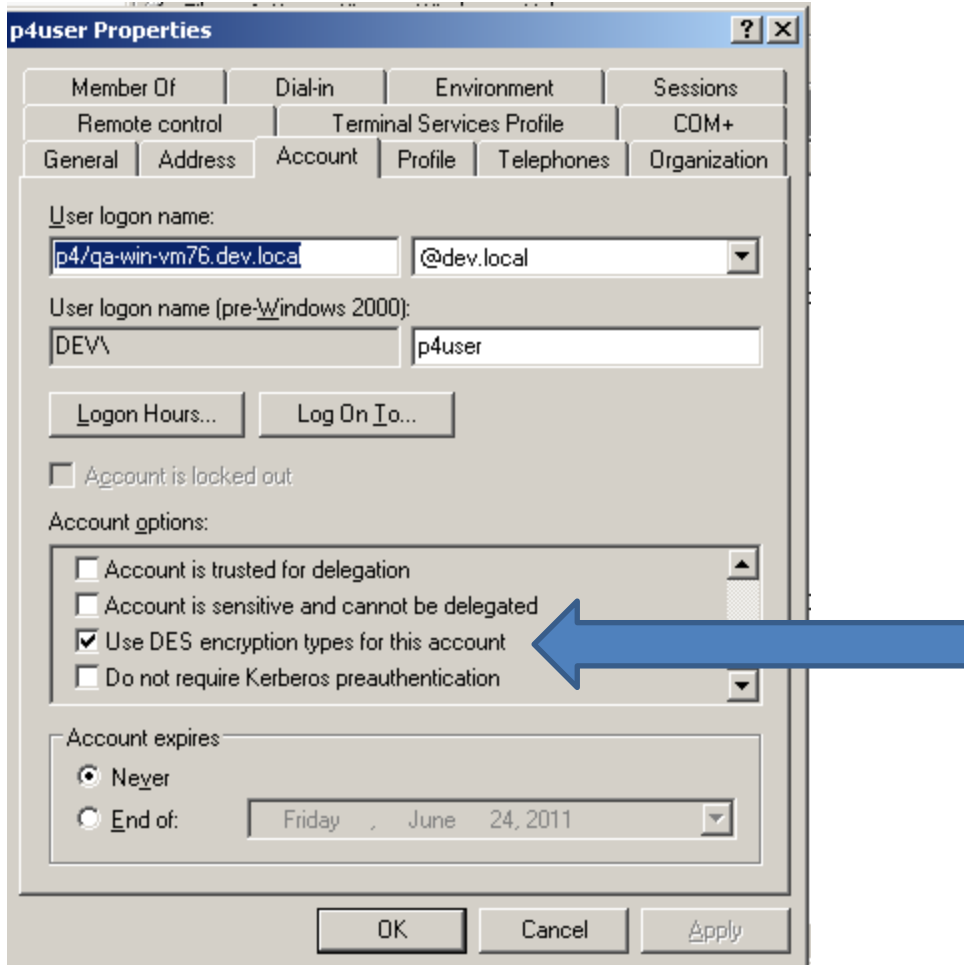 p4user Properties
Member Of Dial-in Environment Sessions
Remote control Terminal Services Profile COM+
General Address Account Profile Telephones Organization
User logon name:
p4/qa-win-vm76.dev.local @dev.local
User logon name (pre-Windows 2000):
DEV\ p4user
Logon Hours... Log On To...
Account is locked out
Account options:
Account is trusted for delegation
Account is sensitive and cannot be delegated
Use DES encryption types for this account
Do not require Kerberos preauthentication
Account expires
Never
End of: Friday , June 24, 2011
OK Cancel Apply